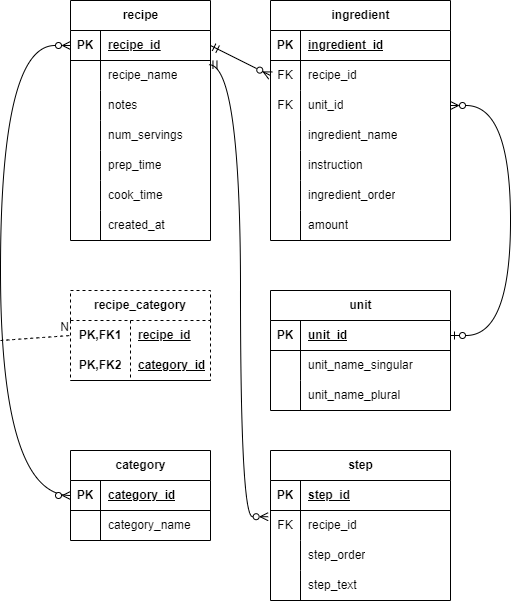 recipe
PK recipe_id
recipe_name
notes
num_servings
prep_time
cook_time
created_at
ingredient
PK ingredient_id
FK recipe_id
FK unit_id
ingredient_name
instruction
ingredient_order
amount
N
recipe_category
PK,FK1 recipe_id
PK,FK2 category_id
unit
PK unit_id
unit_name_singular
unit_name_plural
category
PK category_id
category_name
step
PK step_id
FK recipe_id
step_order
step_text